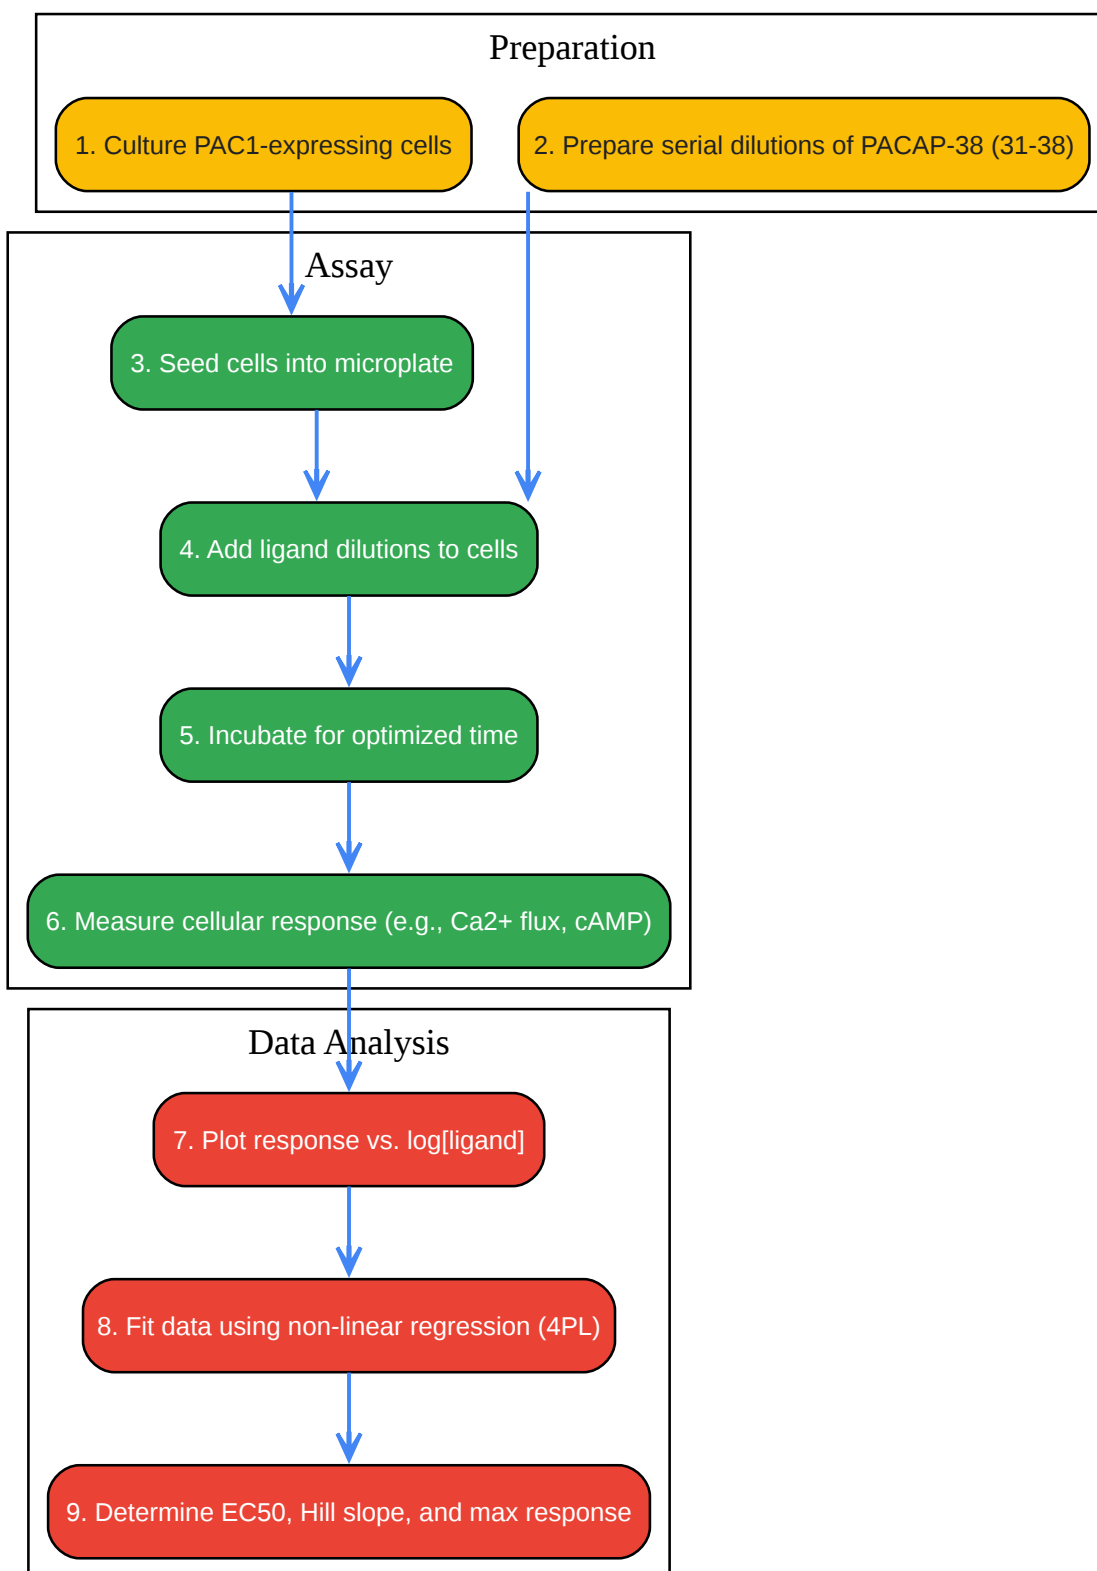 Preparation
1. Culture PAC1-expressing cells
2. Prepare serial dilutions of PACAP-38 (31-38)
Assay
3. Seed cells into microplate
4. Add ligand dilutions to cells
5. Incubate for optimized time
6. Measure cellular response (e.g., Ca2+ flux, cAMP)
Data Analysis
7. Plot response vs. log[ligand]
8. Fit data using non-linear regression (4PL)
9. Determine EC50, Hill slope, and max response